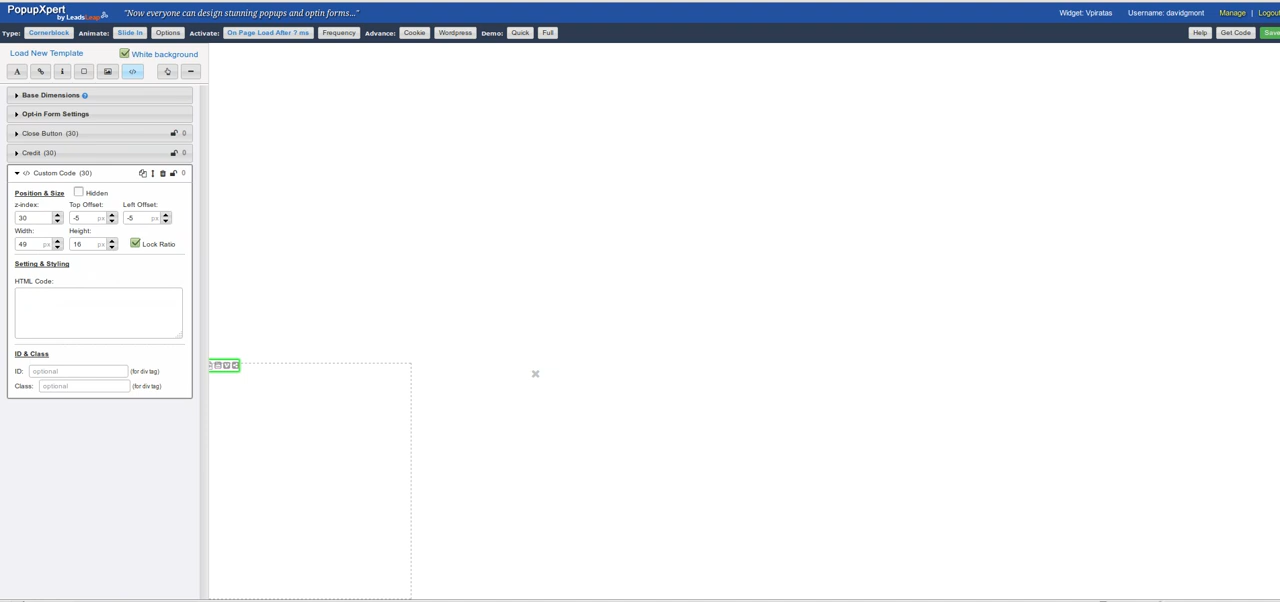 PopupXpert
by LeadsLeap
"Now everyone can design stunning popups and optin forms..."
Widget: Vpiratas | Username: davidgmont Manage | Logout
Type: Cornerblock Animate: Slide In Options Activate: On Page Load After 7 ms Frequency Advance: Cookie Wordpress Demo: Quick Full
Help Get Code Save
Load New Template White background
A i </>
Base Dimensions ?
Opt-in Form Settings
Close Button (30) 0
Credit (30) 0
</> Custom Code (30) 0
Position & Size Hidden
z-index: Top Offset: Left Offset:
30 -5 px -5 px
Width: Height:
49 px 16 px Lock Ratio
Setting & Styling
HTML Code:
ID & Class
ID: optional (for div tag)
Class: optional (for div tag)